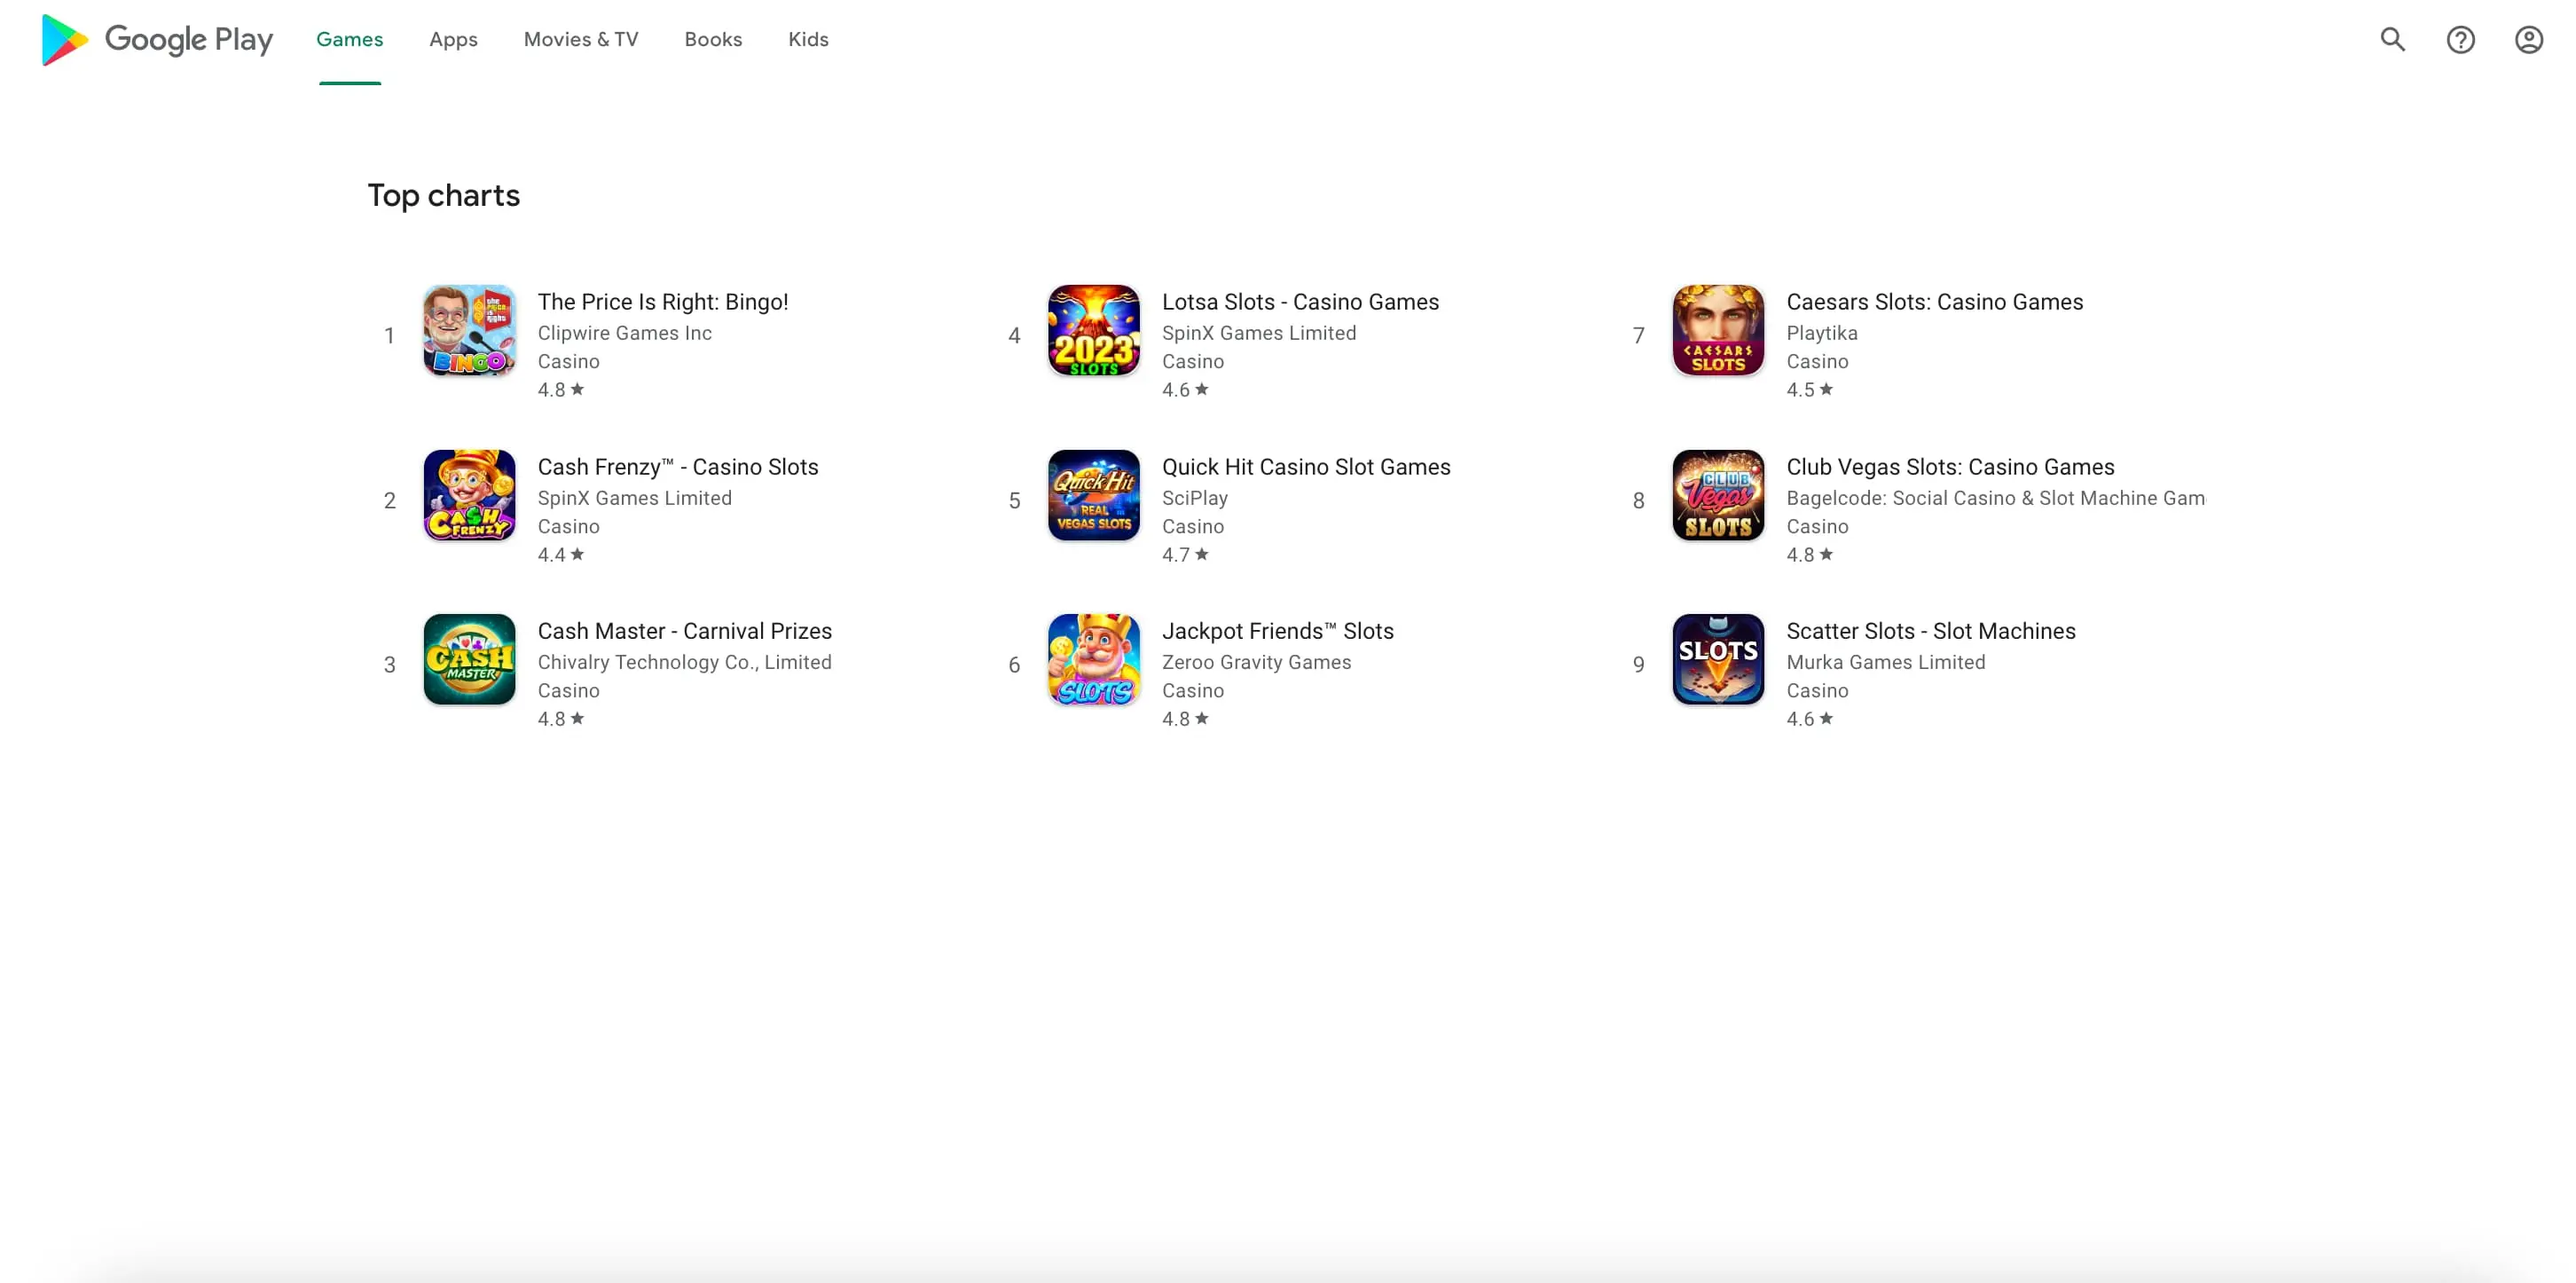 Google Play Games Apps Movies & TV Books Kids
Top charts
1
The Price Is Right
BINGO
The Price Is Right: Bingo!
Clipwire Games Inc
Casino
4.8 ★
2
CASH
FRENZY
Cash Frenzy™ - Casino Slots
SpinX Games Limited
Casino
4.4 ★
3
CASH
MASTER
Cash Master - Carnival Prizes
Chivalry Technology Co., Limited
Casino
4.8 ★
4
2023
SLOTS
Lotsa Slots - Casino Games
SpinX Games Limited
Casino
4.6 ★
5
Quick Hit
REAL
VEGAS SLOTS
Quick Hit Casino Slot Games
SciPlay
Casino
4.7 ★
6
SLOTS
Jackpot Friends™ Slots
Zeroo Gravity Games
Casino
4.8 ★
7
CAESARS
SLOTS
Caesars Slots: Casino Games
Playtika
Casino
4.5 ★
8
CLUB
Vegas
SLOTS
Club Vegas Slots: Casino Games
Bagelcode: Social Casino & Slot Machine Gam
Casino
4.8 ★
9
SLOTS
Scatter Slots - Slot Machines
Murka Games Limited
Casino
4.6 ★